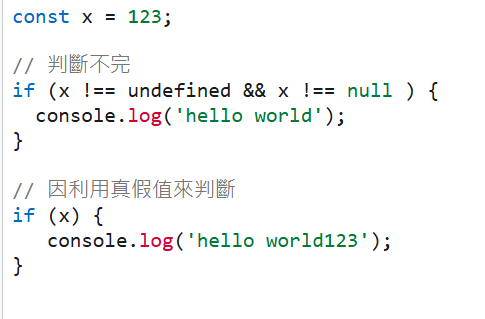 const x = 123;
// 判斷不完
if (x !== undefined && x !== null ) {
console.log('hello world');
}
// 因利用真假值來判斷
if (x) {
console.log('hello world123');
}